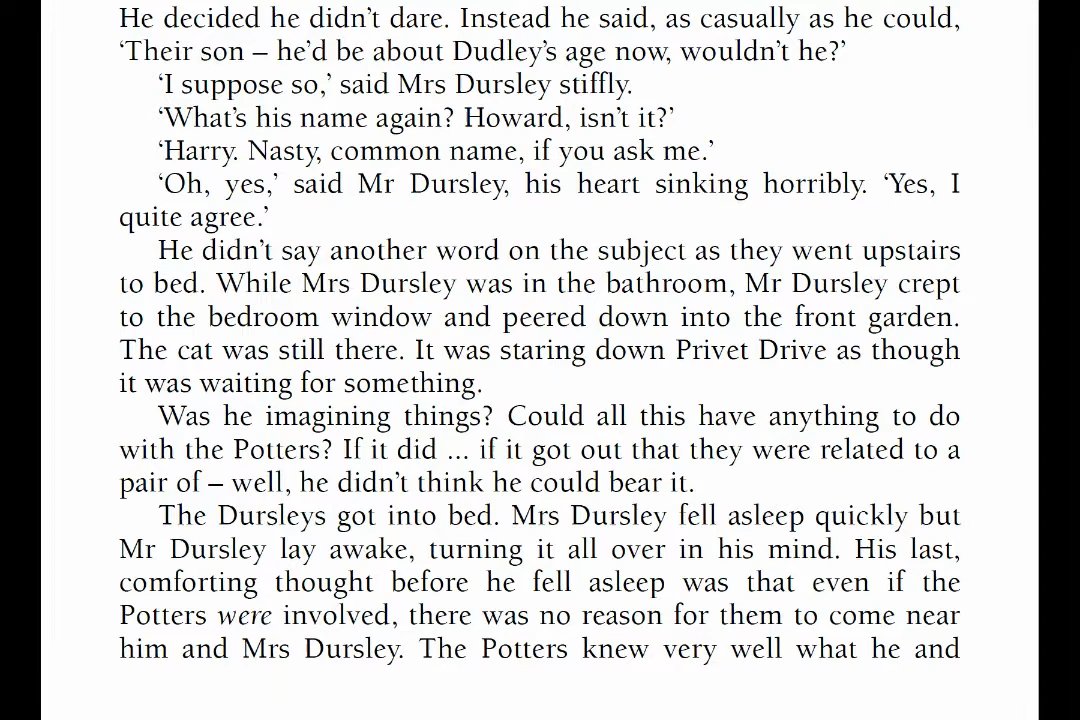 He decided he didn’t dare. Instead he said, as casually as he could,
‘Their son – he’d be about Dudley’s age now, wouldn’t he?’
‘I suppose so,’ said Mrs Dursley stiffly.
‘What’s his name again? Howard, isn’t it?’
‘Harry. Nasty, common name, if you ask me.’
‘Oh, yes,’ said Mr Dursley, his heart sinking horribly. ‘Yes, I
quite agree.’
He didn’t say another word on the subject as they went upstairs
to bed. While Mrs Dursley was in the bathroom, Mr Dursley crept
to the bedroom window and peered down into the front garden.
The cat was still there. It was staring down Privet Drive as though
it was waiting for something.
Was he imagining things? Could all this have anything to do
with the Potters? If it did ... if it got out that they were related to a
pair of – well, he didn’t think he could bear it.
The Dursleys got into bed. Mrs Dursley fell asleep quickly but
Mr Dursley lay awake, turning it all over in his mind. His last,
comforting thought before he fell asleep was that even if the
Potters were involved, there was no reason for them to come near
him and Mrs Dursley. The Potters knew very well what he and